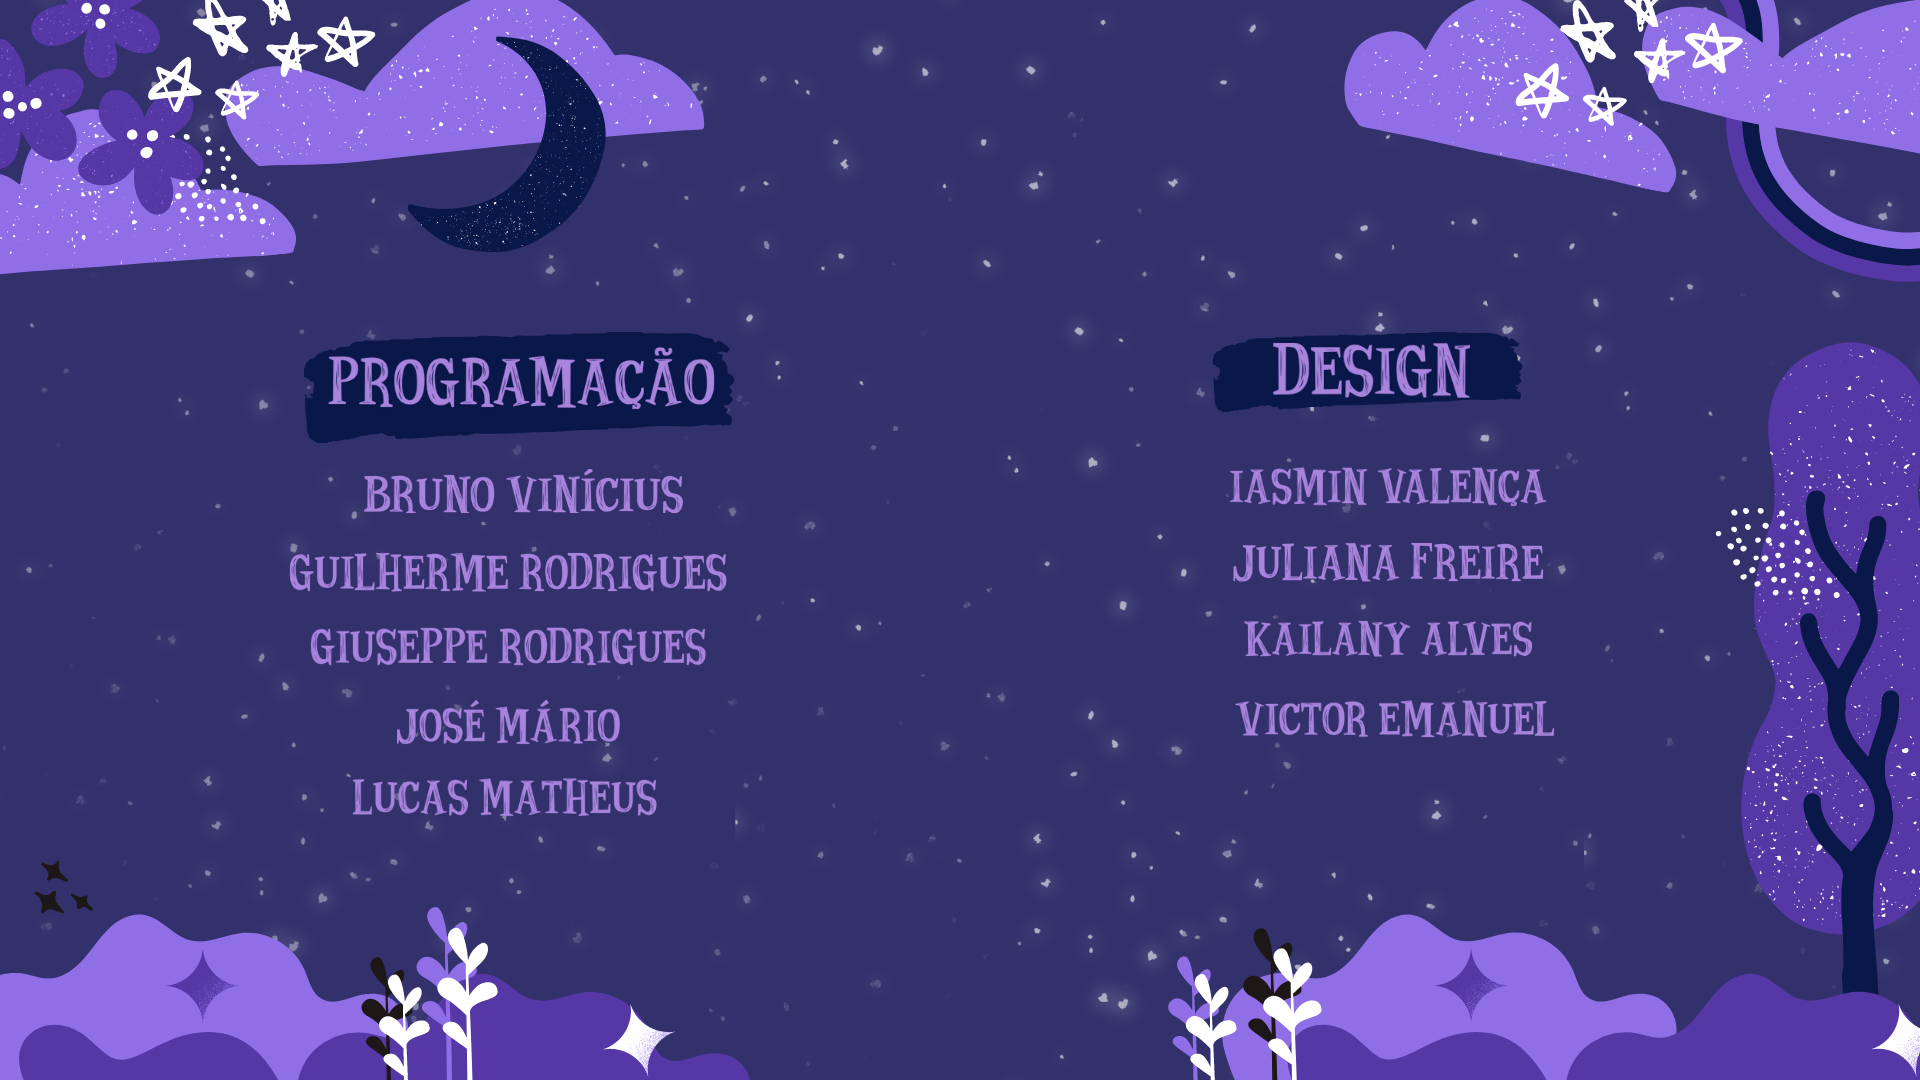 PROGRAMAÇÃO
BRUNO VINÍCIUS
GUILHERME RODRIGUES
GIUSEPPE RODRIGUES
JOSÉ MÁRIO
LUCAS MATHEUS
DESIGN
IASMIN VALENÇA
JULIANA FREIRE
KAILANY ALVES
VICTOR EMANUEL